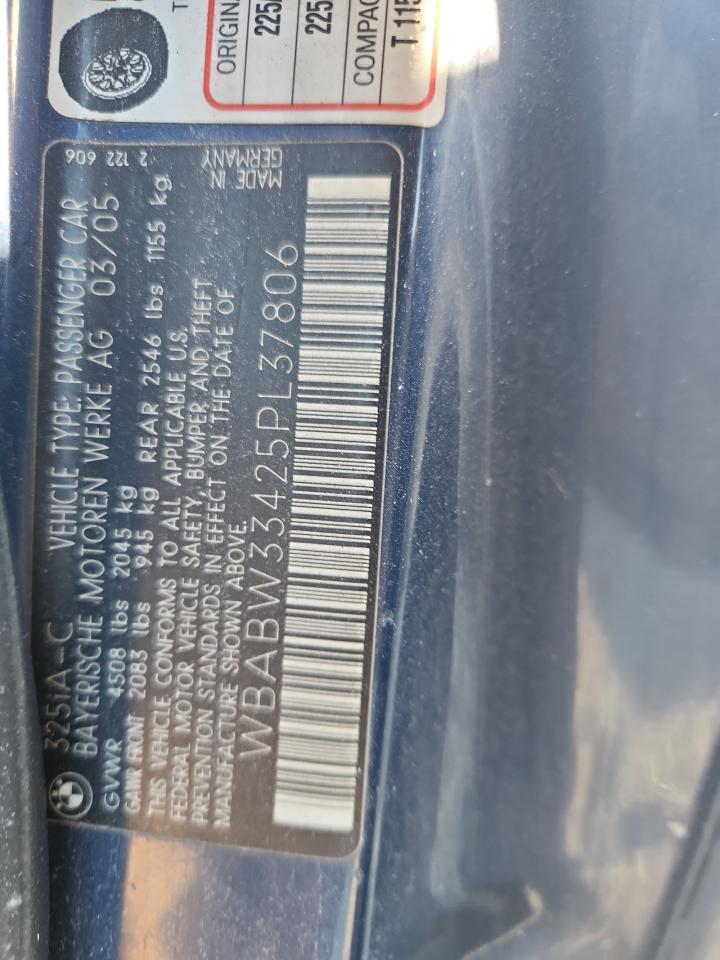 325iA-C VEHICLE TYPE: PASSENGER CAR
BAYERISCHE MOTOREN WERKE AG 03/05
2 122 606
GVWR 4508 lbs 2045 kg
GAWR FRONT 2083 lbs 945 kg REAR 2546 lbs 1155 kg
THIS VEHICLE CONFORMS TO ALL APPLICABLE U.S.
FEDERAL MOTOR VEHICLE SAFETY, BUMPER AND THEFT
PREVENTION STANDARDS IN EFFECT ON THE DATE OF
MANUFACTURE SHOWN ABOVE.
MADE IN
GERMANY
WBABW33425PL37806
ORIGINA
225
225
COMPAC
T 115